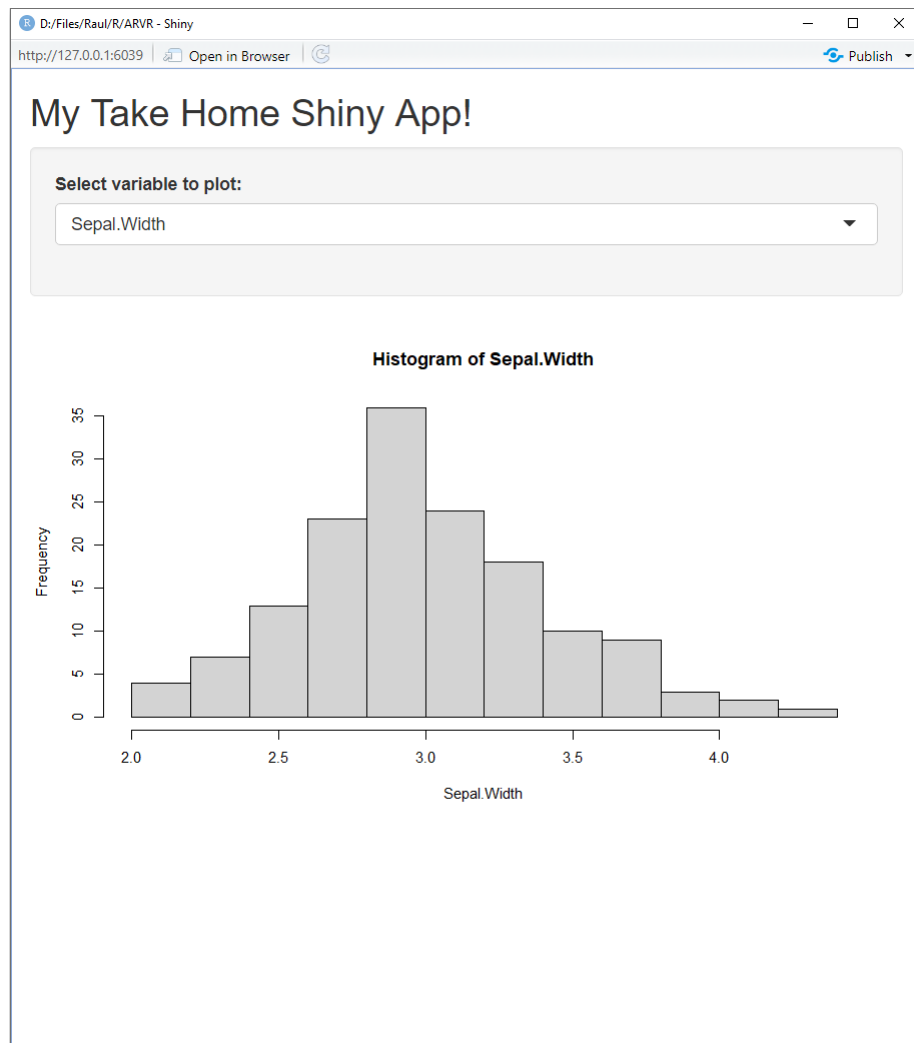 R D:/Files/Raul/R/ARVR - Shiny
http://127.0.0.1:6039 Open in Browser Publish
My Take Home Shiny App!
Select variable to plot:
Sepal.Width
Histogram of Sepal.Width
Frequency
35
30
25
20
15
10
5
0
2.0 2.5 3.0 3.5 4.0
Sepal.Width